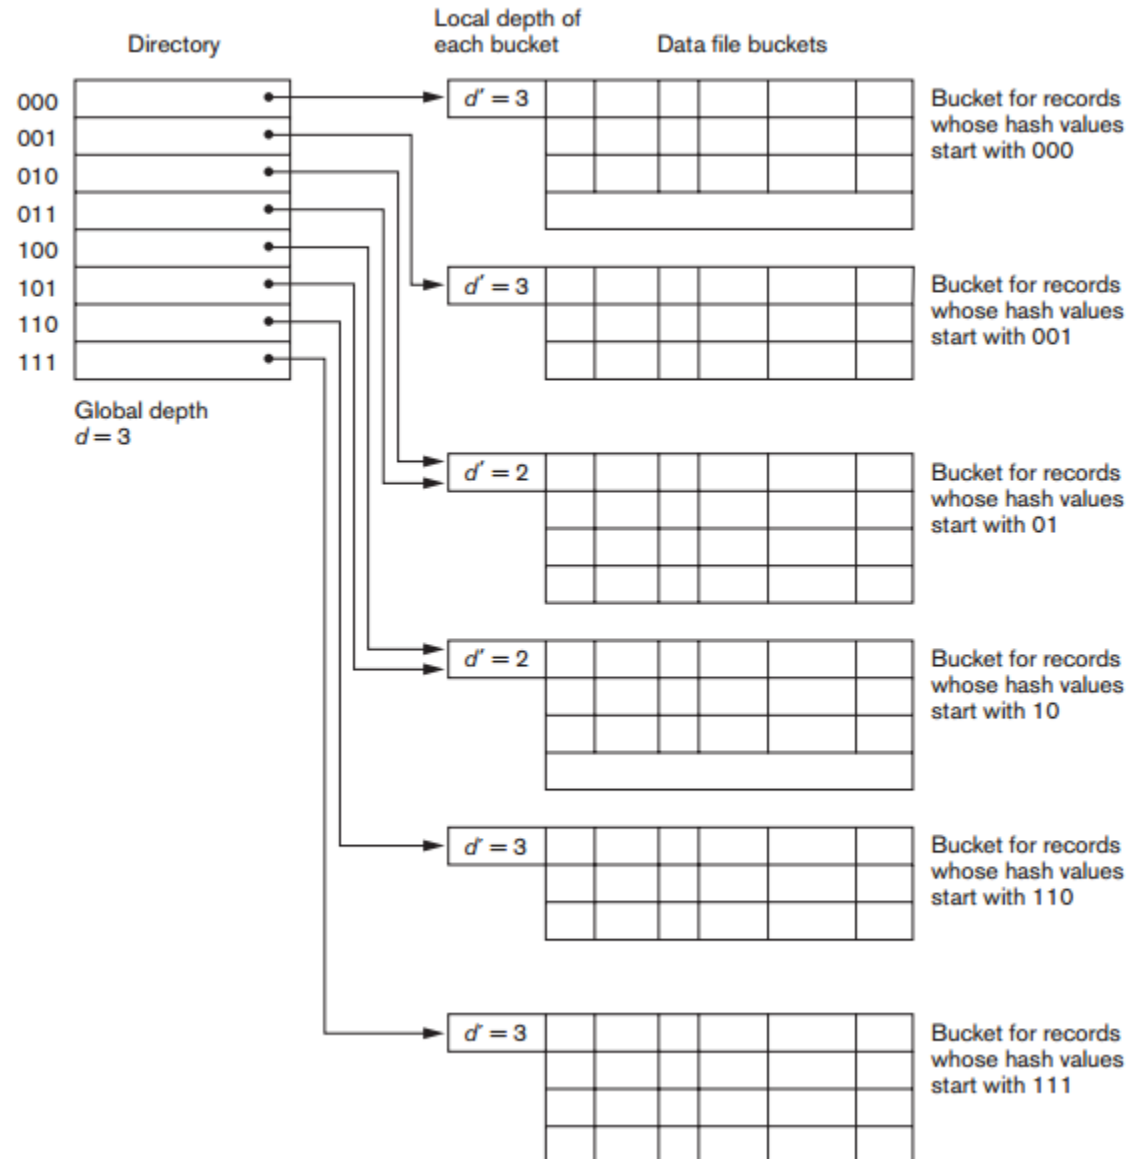 Directory
Local depth of
each bucket
Data file buckets
000
001
010
011
100
101
110
111
Global depth
d = 3
d′ = 3
Bucket for records
whose hash values
start with 000
d′ = 3
Bucket for records
whose hash values
start with 001
d′ = 2
Bucket for records
whose hash values
start with 01
d′ = 2
Bucket for records
whose hash values
start with 10
d′ = 3
Bucket for records
whose hash values
start with 110
d′ = 3
Bucket for records
whose hash values
start with 111